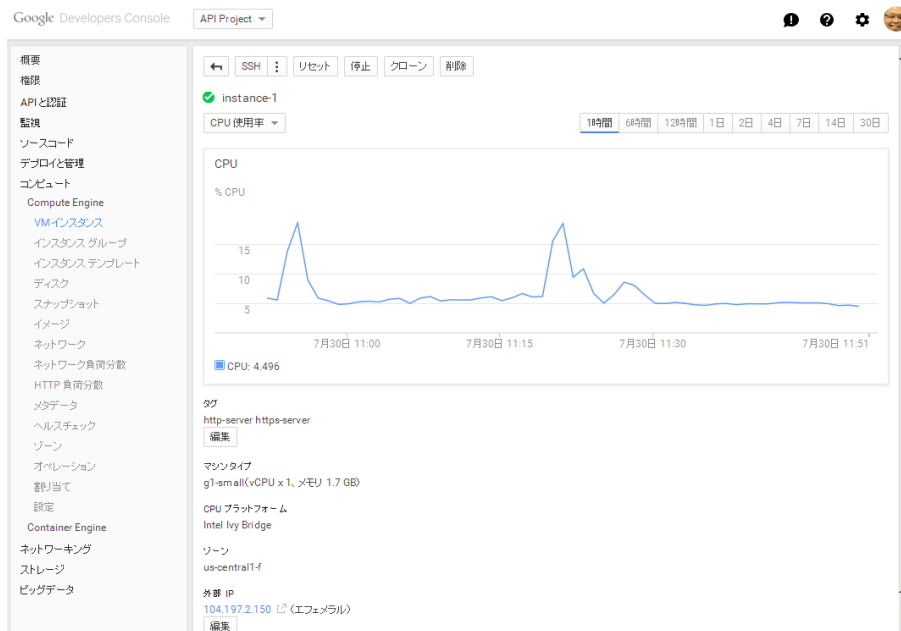 Google Developers Console API Project
概要
権限
APIと認証
監視
ソースコード
デプロイと管理
コンピュート
Compute Engine
VM インスタンス
インスタンス グループ
インスタンス テンプレート
ディスク
スナップショット
イメージ
ネットワーク
ネットワーク負荷分散
HTTP 負荷分散
メタデータ
ヘルスチェック
ゾーン
オペレーション
割り当て
設定
Container Engine
ネットワーキング
ストレージ
ビッグデータ
SSH リセット 停止 クローン 削除
instance-1
CPU 使用率 1時間 6時間 12時間 1日 2日 4日 7日 14日 30日
CPU
% CPU
15
10
5
7月30日 11:00 7月30日 11:15 7月30日 11:30 7月30日 11:51
CPU: 4.496
タグ
http-server https-server
編集
マシンタイプ
g1-small(vCPU x 1、メモリ 1.7 GB)
CPU プラットフォーム
Intel Ivy Bridge
ゾーン
us-central1-f
外部 IP
104.197.2.150 (エフェメラル)
編集